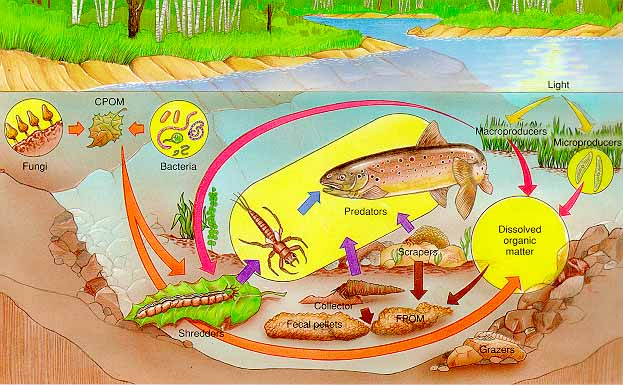 Light
CPOM
Macroproducers
Microproducers
Fungi
Bacteria
Predators
Dissolved
organic
matter
Scrapers
Collector
Shredders
Fecal pellets
FPOM
Grazers